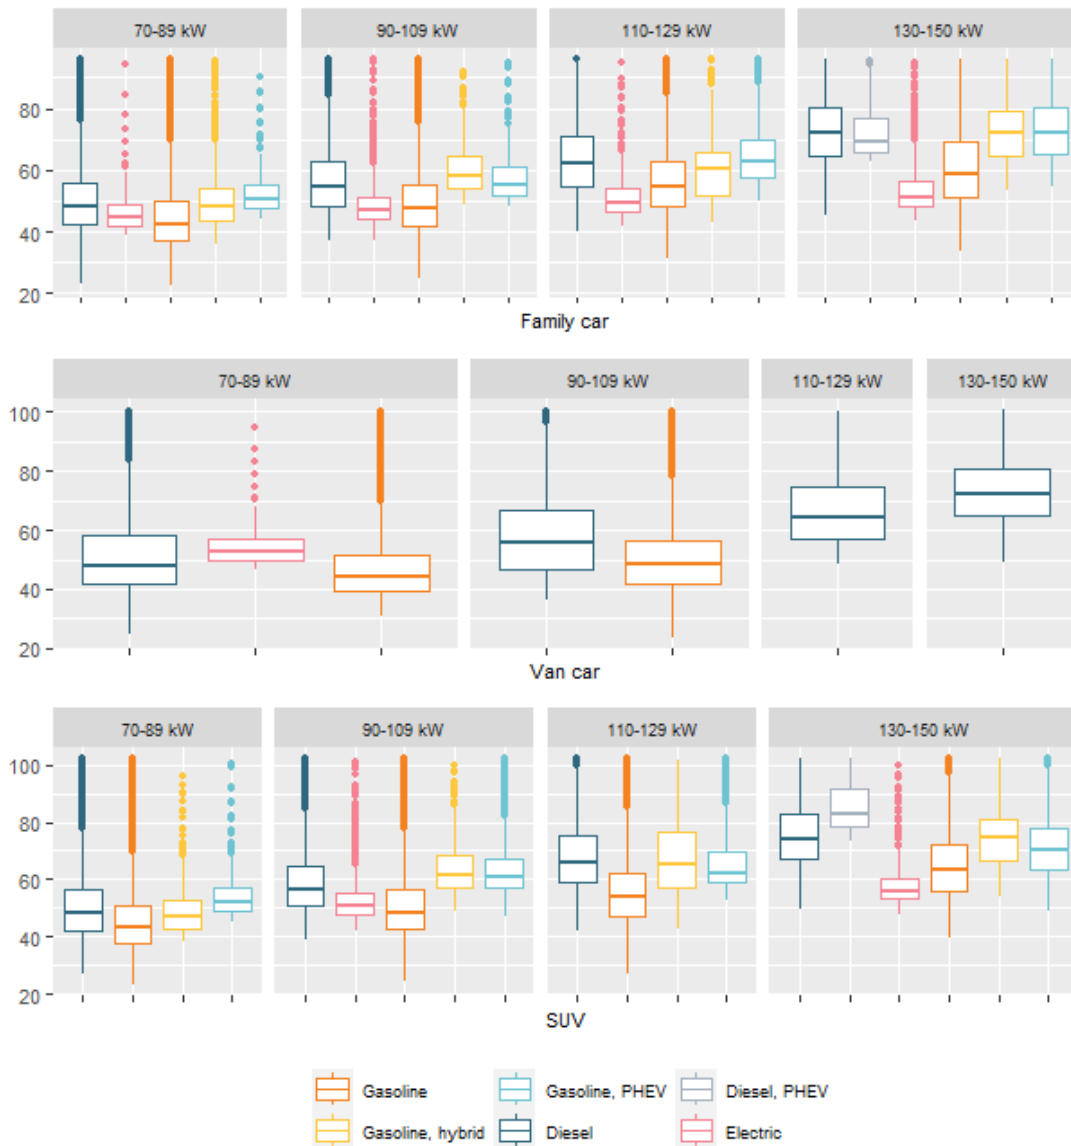 70-89 kW 90-109 kW 110-129 kW 130-150 kW
80
60
40
20
Family car
70-89 kW 90-109 kW 110-129 kW 130-150 kW
100
80
60
40
20
Van car
70-89 kW 90-109 kW 110-129 kW 130-150 kW
100
80
60
40
20
SUV
Gasoline Gasoline, PHEV Diesel, PHEV
Gasoline, hybrid Diesel Electric